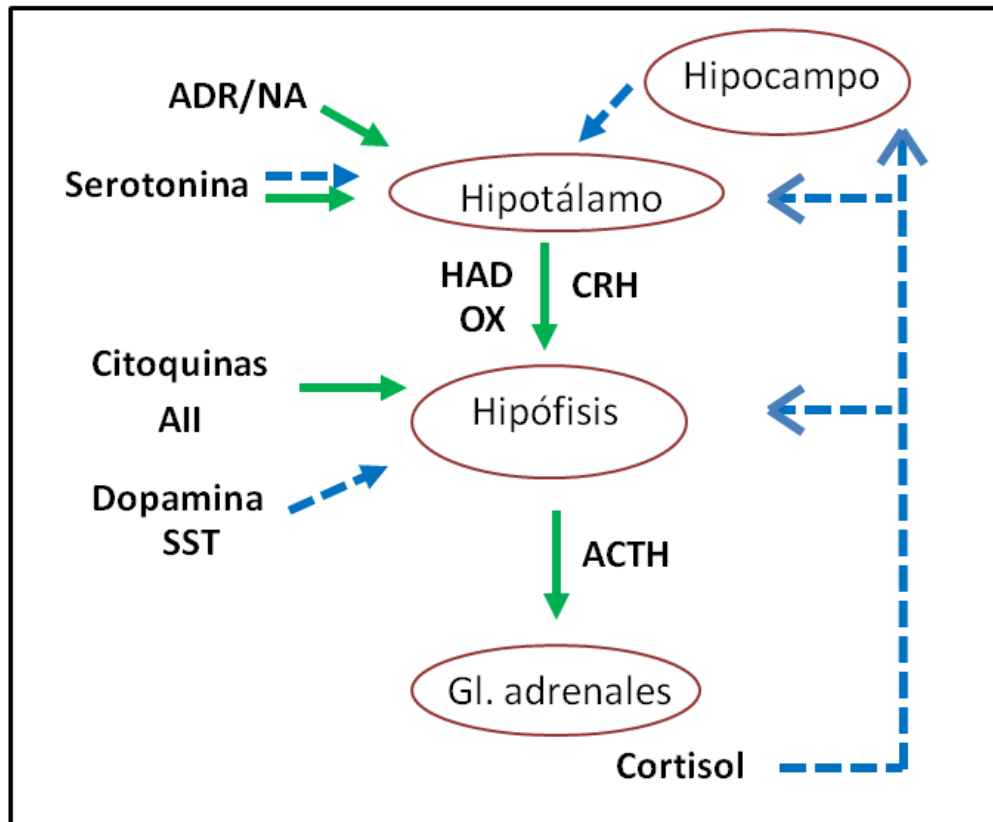 Hipocampo
ADR/NA
Serotonina
Hipotálamo
HAD
OX
CRH
Citoquinas
AII
Hipófisis
Dopamina
SST
ACTH
Gl. adrenales
Cortisol